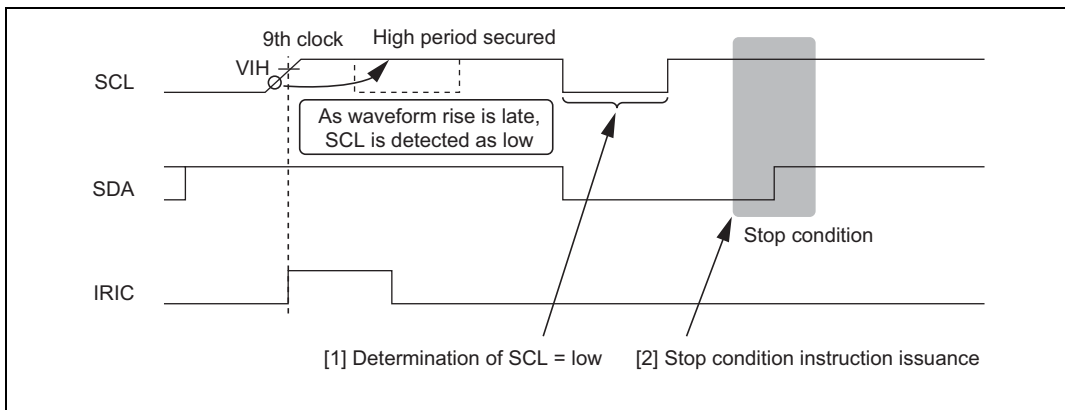 9th clock
High period secured
VIH
SCL
As waveform rise is late,
SCL is detected as low
SDA
Stop condition
IRIC
[1] Determination of SCL = low
[2] Stop condition instruction issuance